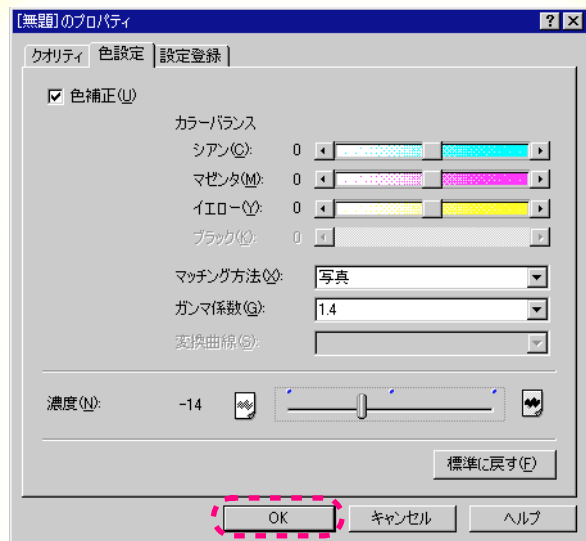 [無題]のプロパティ
? ×
クオリティ 色設定 設定登録
色補正(U)
カラーバランス
シアン(C): 0
マゼンタ(M): 0
イエロー(Y): 0
ブラック(K): 0
マッチング方法(X): 写真
ガンマ係数(G): 1.4
変換曲線(S):
濃度(N): -14
標準に戻す(F)
OK キャンセル ヘルプ